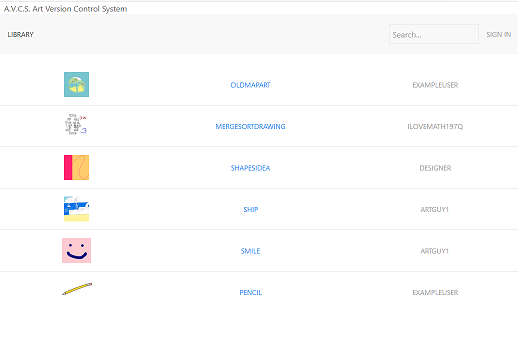 A.V.C.S. Art Version Control System
LIBRARY Search... SIGN IN
OLDMAPART EXAMPLEUSER
MERGESORTDRAWING ILOVEMATH197Q
SHAPESIDEA DESIGNER
SHIP ARTGUY1
SMILE ARTGUY1
PENCIL EXAMPLEUSER